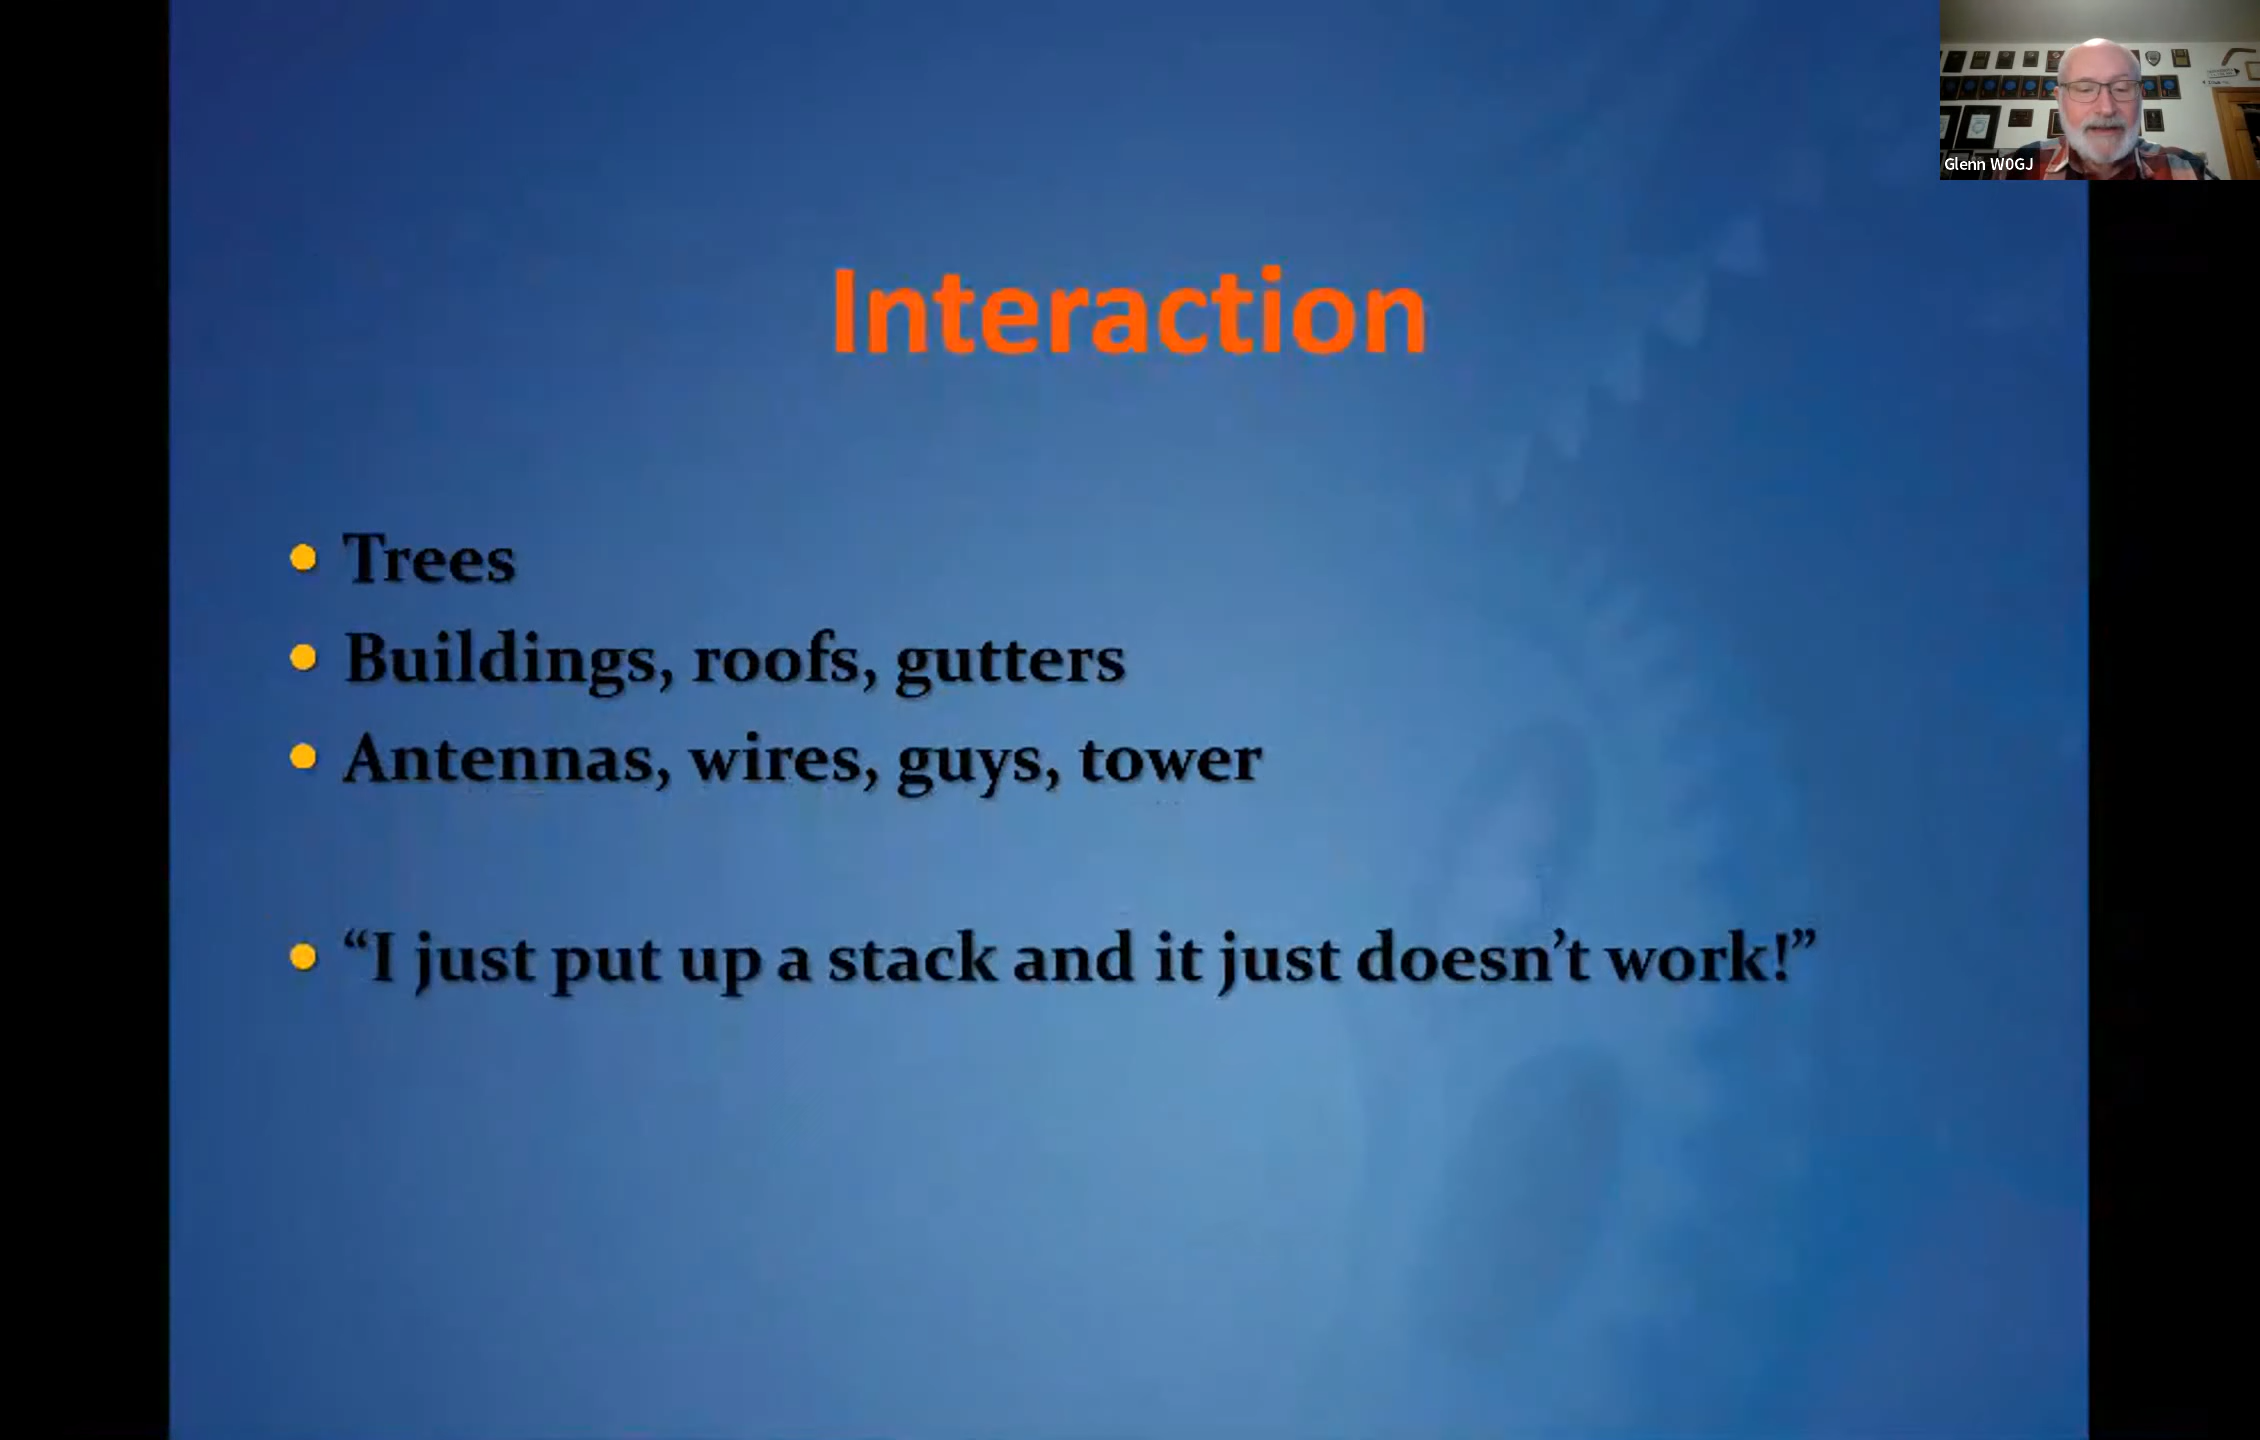 Interaction
Trees
Buildings, roofs, gutters
Antennas, wires, guys, tower
“I just put up a stack and it just doesn’t work!”
Glenn W0GJ